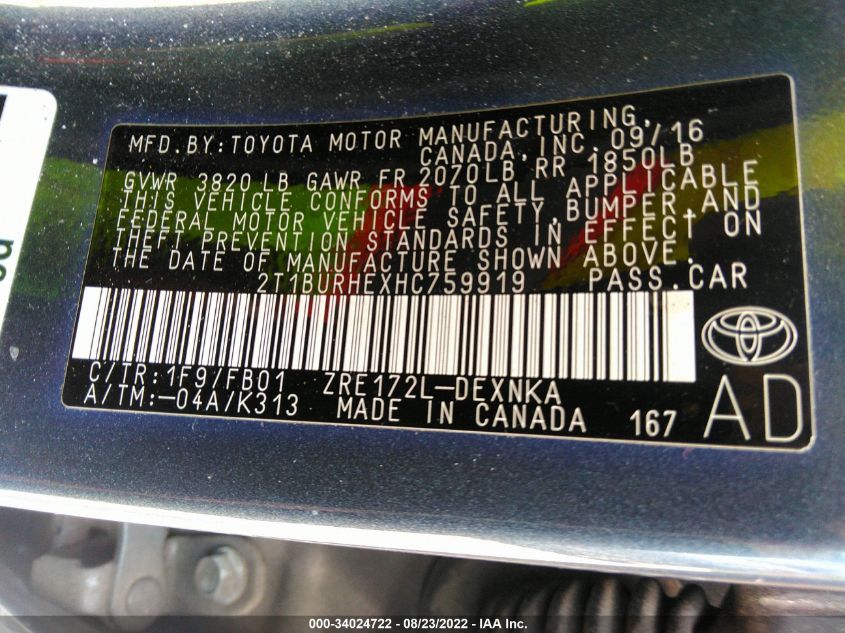 MFD.BY:TOYOTA MOTOR MANUFACTURING,
CANADA,INC. 09/16
GVWR 3820 LB GAWR FR 2070LB RR 1850LB
THIS VEHICLE CONFORMS TO ALL APPLICABLE
FEDERAL MOTOR VEHICLE SAFETY,BUMPER AND
THEFT PREVENTION STANDARDS IN EFFECT ON
THE DATE OF MANUFACTURE SHOWN ABOVE.
2T1BURHEXHC759919 PASS.CAR
C/TR:1F9/FB01 ZRE172L-DEXNKA
A/TM:-04A/K313 MADE IN CANADA 167 AD
000-34024722 - 08/23/2022 - IAA Inc.